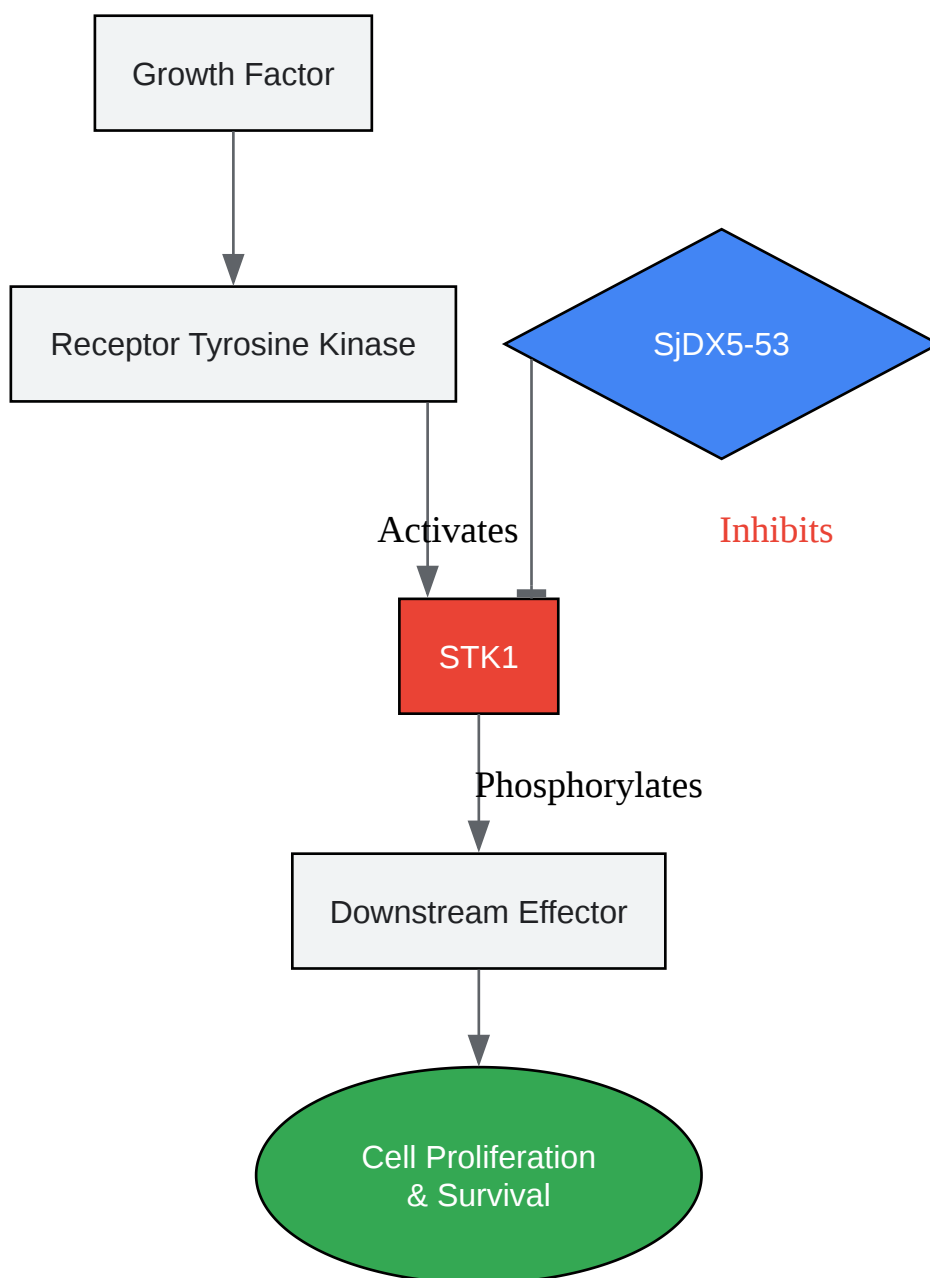 Growth Factor
Receptor Tyrosine Kinase
SjDX5-53
Activates
Inhibits
STK1
Phosphorylates
Downstream Effector
Cell Proliferation
& Survival